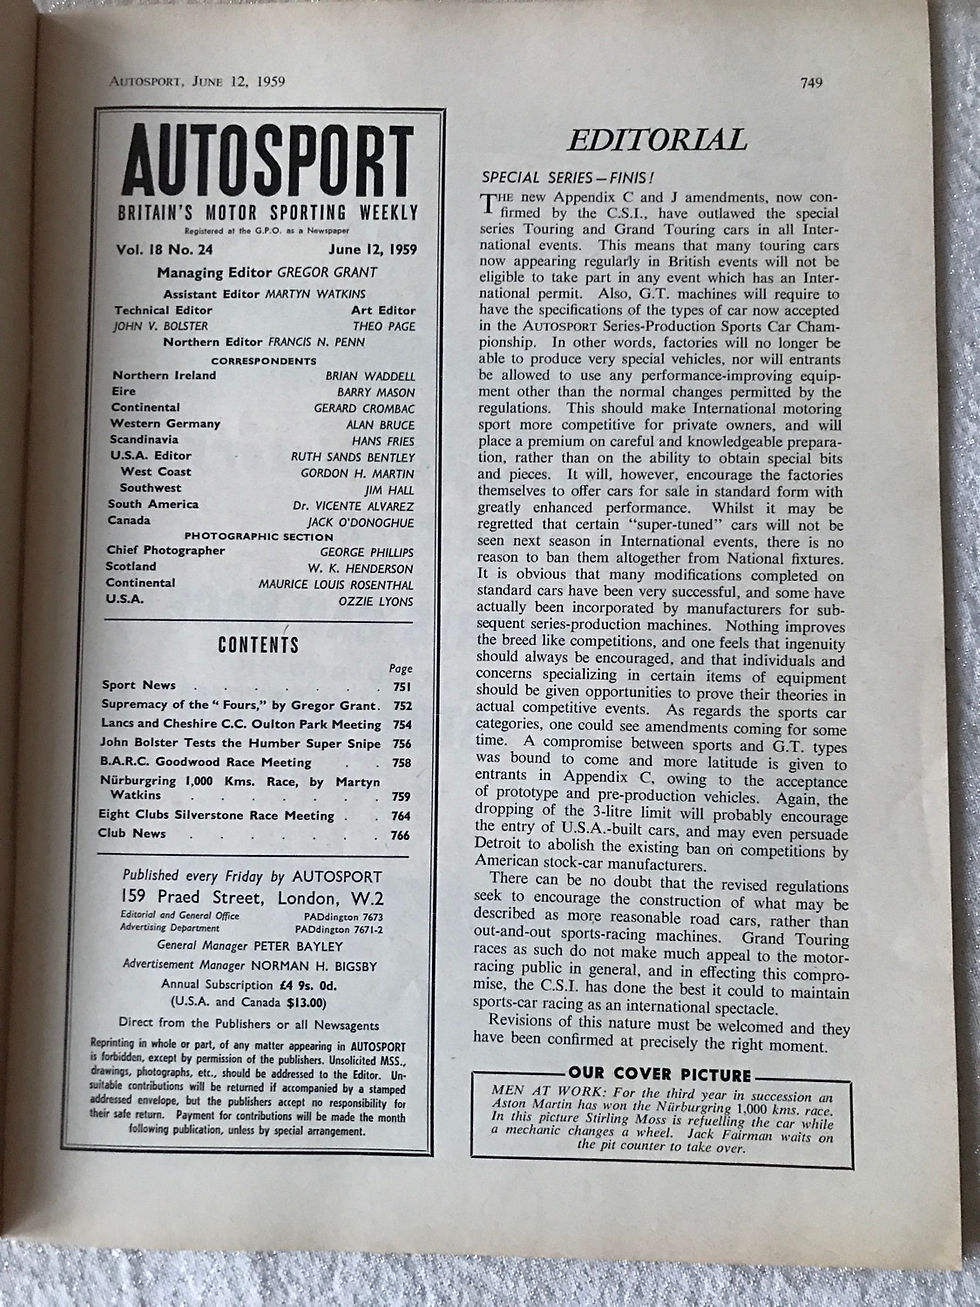 AUTOSPORT, JUNE 12, 1959
749
AUTOSPORT
BRITAIN'S MOTOR SPORTING WEEKLY
Registered at the G.P.O. as a Newspaper
Vol. 18 No. 24 June 12, 1959
Managing Editor GREGOR GRANT
Assistant Editor MARTYN WATKINS
Technical Editor Art Editor
JOHN V. BOLSTER THEO PAGE
Northern Editor FRANCIS N. PENN
CORRESPONDENTS
Northern Ireland BRIAN WADDELL
Eire BARRY MASON
Continental GERARD CROMBAC
Western Germany ALAN BRUCE
Scandinavia HANS FRIES
U.S.A. Editor RUTH SANDS BENTLEY
West Coast GORDON H. MARTIN
Southwest JIM HALL
South America Dr. VICENTE ALVAREZ
Canada JACK O'DONOGHUE
PHOTOGRAPHIC SECTION
Chief Photographer GEORGE PHILLIPS
Scotland W. K. HENDERSON
Continental MAURICE LOUIS ROSENTHAL
U.S.A. OZZIE LYONS
CONTENTS
Page
Sport News . . . . . . . 751
Supremacy of the "Fours," by Gregor Grant. 752
Lancs and Cheshire C.C. Oulton Park Meeting 754
John Bolster Tests the Humber Super Snipe 756
B.A.R.C. Goodwood Race Meeting . . 758
Nürburgring 1,000 Kms. Race, by Martyn
Watkins . . . . . . . 759
Eight Clubs Silverstone Race Meeting . . 764
Club News . . . . . . . 766
Published every Friday by AUTOSPORT
159 Praed Street, London, W.2
Editorial and General Office PADdington 7673
Advertising Department PADdington 7671-2
General Manager PETER BAYLEY
Advertisement Manager NORMAN H. BIGSBY
Annual Subscription £4 9s. 0d.
(U.S.A. and Canada $13.00)
Direct from the Publishers or all Newsagents
Reprinting in whole or part, of any matter appearing in AUTOSPORT
is forbidden, except by permission of the publishers. Unsolicited MSS.,
drawings, photographs, etc., should be addressed to the Editor. Un-
suitable contributions will be returned if accompanied by a stamped
addressed envelope, but the publishers accept no responsibility for
their safe return. Payment for contributions will be made the month
following publication, unless by special arrangement.
EDITORIAL
SPECIAL SERIES—FINIS!
THE new Appendix C and J amendments, now con-
firmed by the C.S.I., have outlawed the special
series Touring and Grand Touring cars in all Inter-
national events. This means that many touring cars
now appearing regularly in British events will not be
eligible to take part in any event which has an Inter-
national permit. Also, G.T. machines will require to
have the specifications of the types of car now accepted
in the AUTOSPORT Series-Production Sports Car Cham-
pionship. In other words, factories will no longer be
able to produce very special vehicles, nor will entrants
be allowed to use any performance-improving equip-
ment other than the normal changes permitted by the
regulations. This should make International motoring
sport more competitive for private owners, and will
place a premium on careful and knowledgeable prepara-
tion, rather than on the ability to obtain special bits
and pieces. It will, however, encourage the factories
themselves to offer cars for sale in standard form with
greatly enhanced performance. Whilst it may be
regretted that certain "super-tuned" cars will not be
seen next season in International events, there is no
reason to ban them altogether from National fixtures.
It is obvious that many modifications completed on
standard cars have been very successful, and some have
actually been incorporated by manufacturers for sub-
sequent series-production machines. Nothing improves
the breed like competitions, and one feels that ingenuity
should always be encouraged, and that individuals and
concerns specializing in certain items of equipment
should be given opportunities to prove their theories in
actual competitive events. As regards the sports car
categories, one could see amendments coming for some
time. A compromise between sports and G.T. types
was bound to come and more latitude is given to
entrants in Appendix C, owing to the acceptance
of prototype and pre-production vehicles. Again, the
dropping of the 3-litre limit will probably encourage
the entry of U.S.A.-built cars, and may even persuade
Detroit to abolish the existing ban on competitions by
American stock-car manufacturers.
There can be no doubt that the revised regulations
seek to encourage the construction of what may be
described as more reasonable road cars, rather than
out-and-out sports-racing machines. Grand Touring
races as such do not make much appeal to the motor-
racing public in general, and in effecting this compro-
mise, the C.S.I. has done the best it could to maintain
sports-car racing as an international spectacle.
Revisions of this nature must be welcomed and they
have been confirmed at precisely the right moment.
OUR COVER PICTURE
MEN AT WORK: For the third year in succession an
Aston Martin has won the Nürburgring 1,000 kms. race.
In this picture Stirling Moss is refuelling the car while
a mechanic changes a wheel. Jack Fairman waits on
the pit counter to take over.